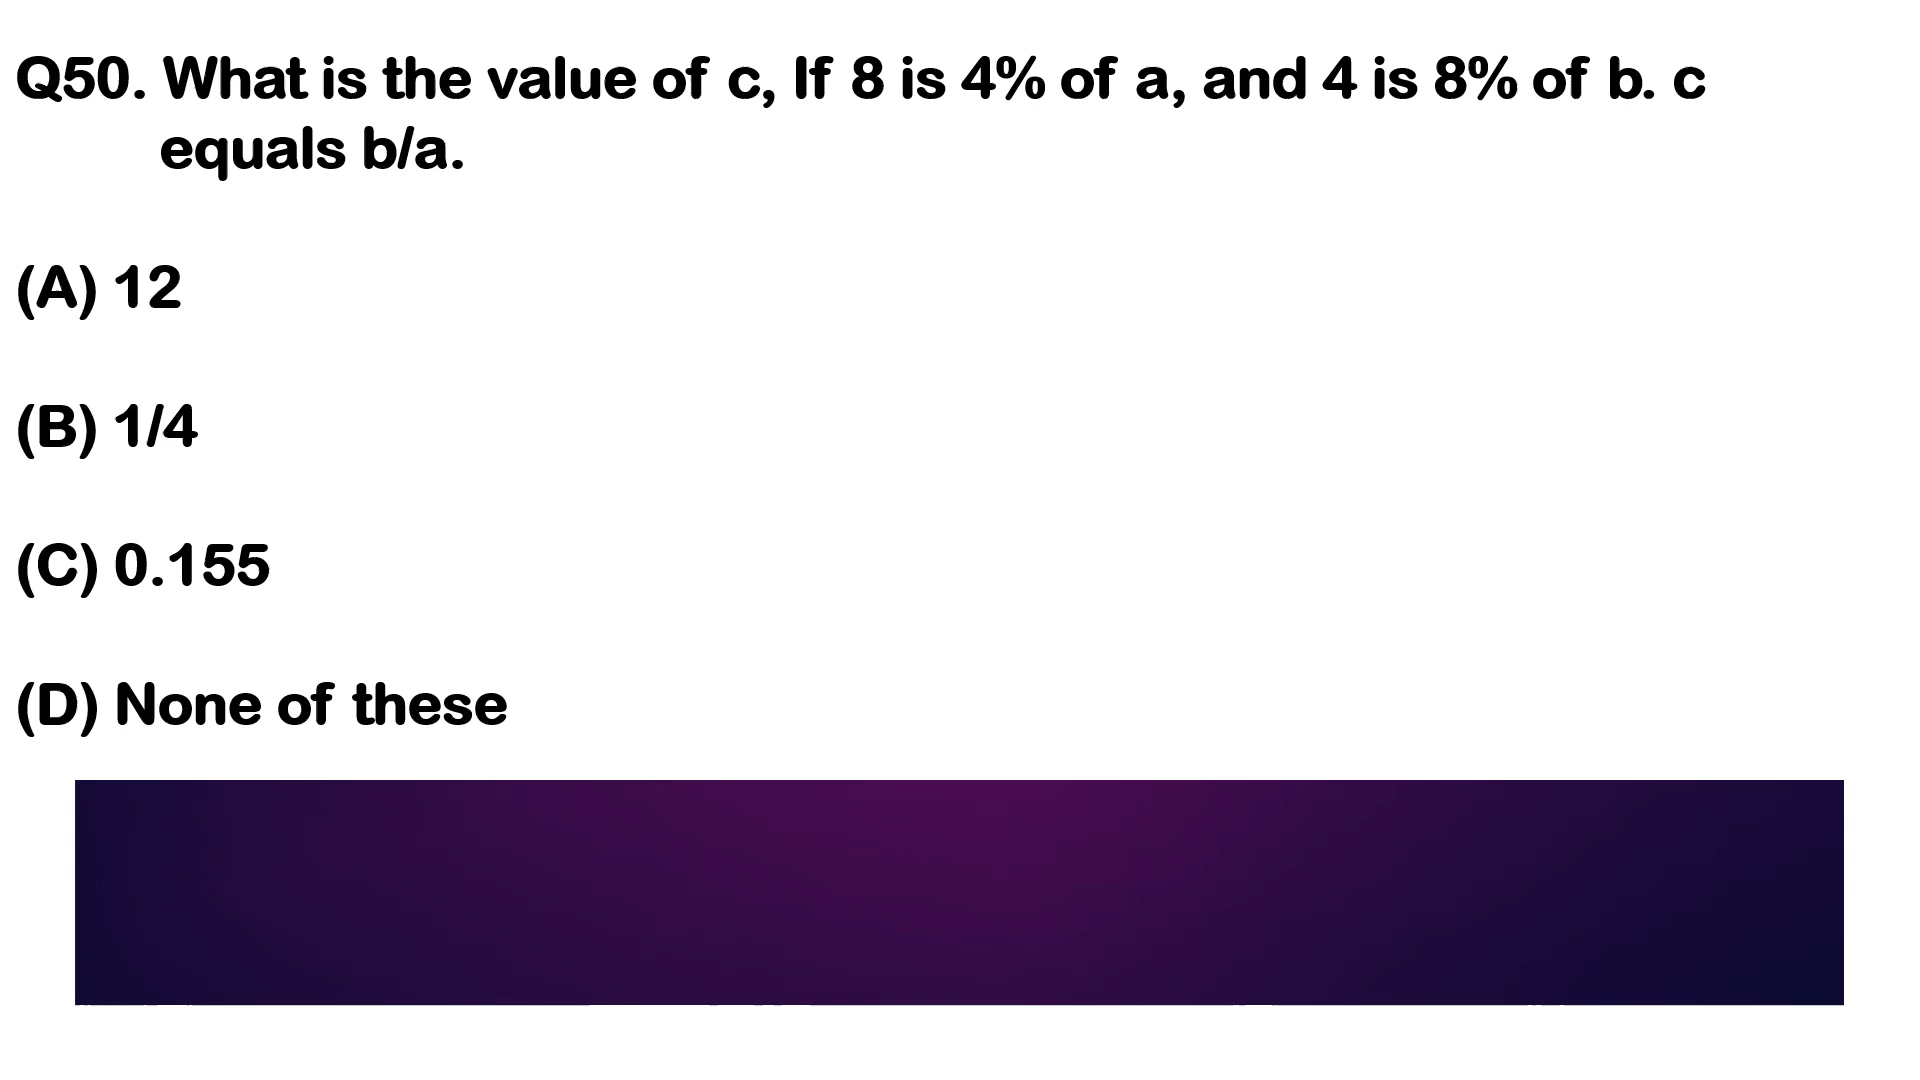 Q50. What is the value of c, If 8 is 4% of a, and 4 is 8% of b. c
equals b/a.
(A) 12
(B) 1/4
(C) 0.155
(D) None of these